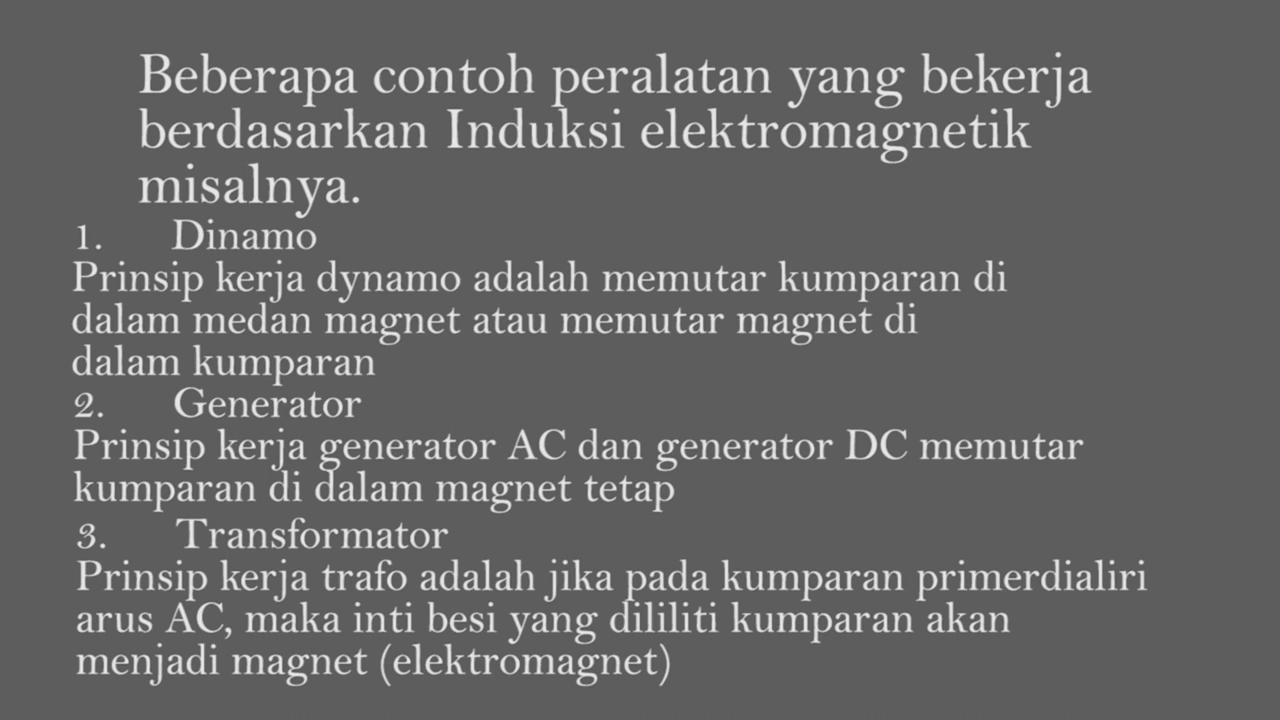 Beberapa contoh peralatan yang bekerja
berdasarkan Induksi elektromagnetik
misalnya.
1. Dinamo
Prinsip kerja dynamo adalah memutar kumparan di
dalam medan magnet atau memutar magnet di
dalam kumparan
2. Generator
Prinsip kerja generator AC dan generator DC memutar
kumparan di dalam magnet tetap
3. Transformator
Prinsip kerja trafo adalah jika pada kumparan primerdialiri
arus AC, maka inti besi yang dililiti kumparan akan
menjadi magnet (elektromagnet)